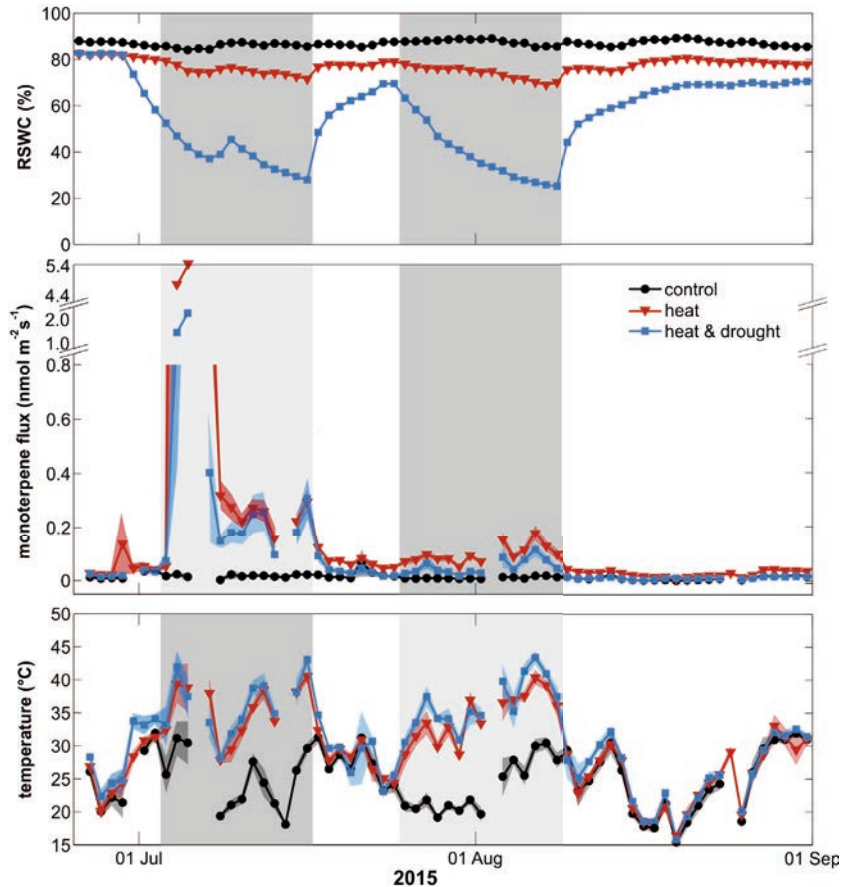 100
80
60
40
20
0
RSWC (%)
5.4
4.4
2.0
1.0
0.8
0.6
0.4
0.2
0
monoterpene flux (nmol m⁻² s⁻¹)
control
heat
heat & drought
50
45
40
35
30
25
20
15
temperature (°C)
01 Jul
01 Aug
01 Sep
2015